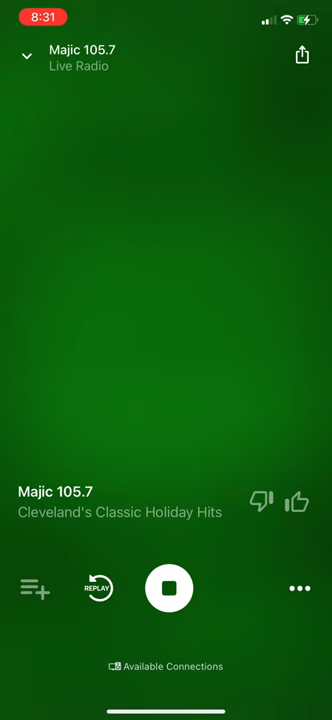 8:31
Majic 105.7
Live Radio
Majic 105.7
Cleveland's Classic Holiday Hits
REPLAY
Available Connections